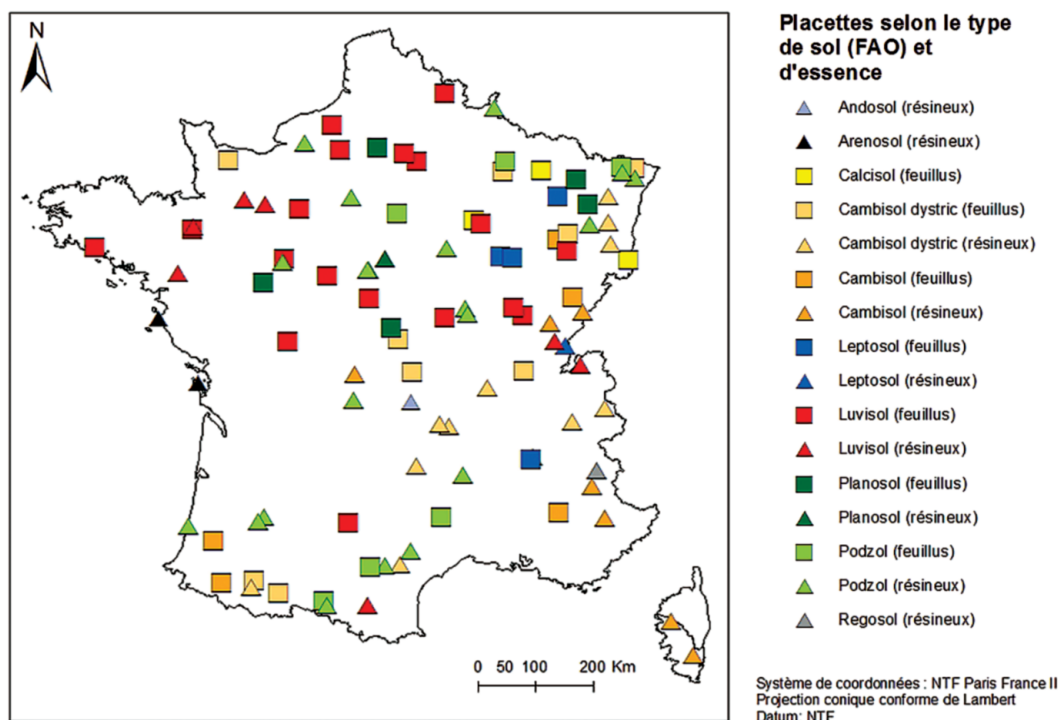 N
0 50 100 200 Km
Placettes selon le type
de sol (FAO) et
d'essence
Andosol (résineux)
Arenosol (résineux)
Calcisol (feuillus)
Cambisol dystric (feuillus)
Cambisol dystric (résineux)
Cambisol (feuillus)
Cambisol (résineux)
Leptosol (feuillus)
Leptosol (résineux)
Luvisol (feuillus)
Luvisol (résineux)
Planosol (feuillus)
Planosol (résineux)
Podzol (feuillus)
Podzol (résineux)
Regosol (résineux)
Système de coordonnées : NTF Paris France II
Projection conique conforme de Lambert
Datum: NTF